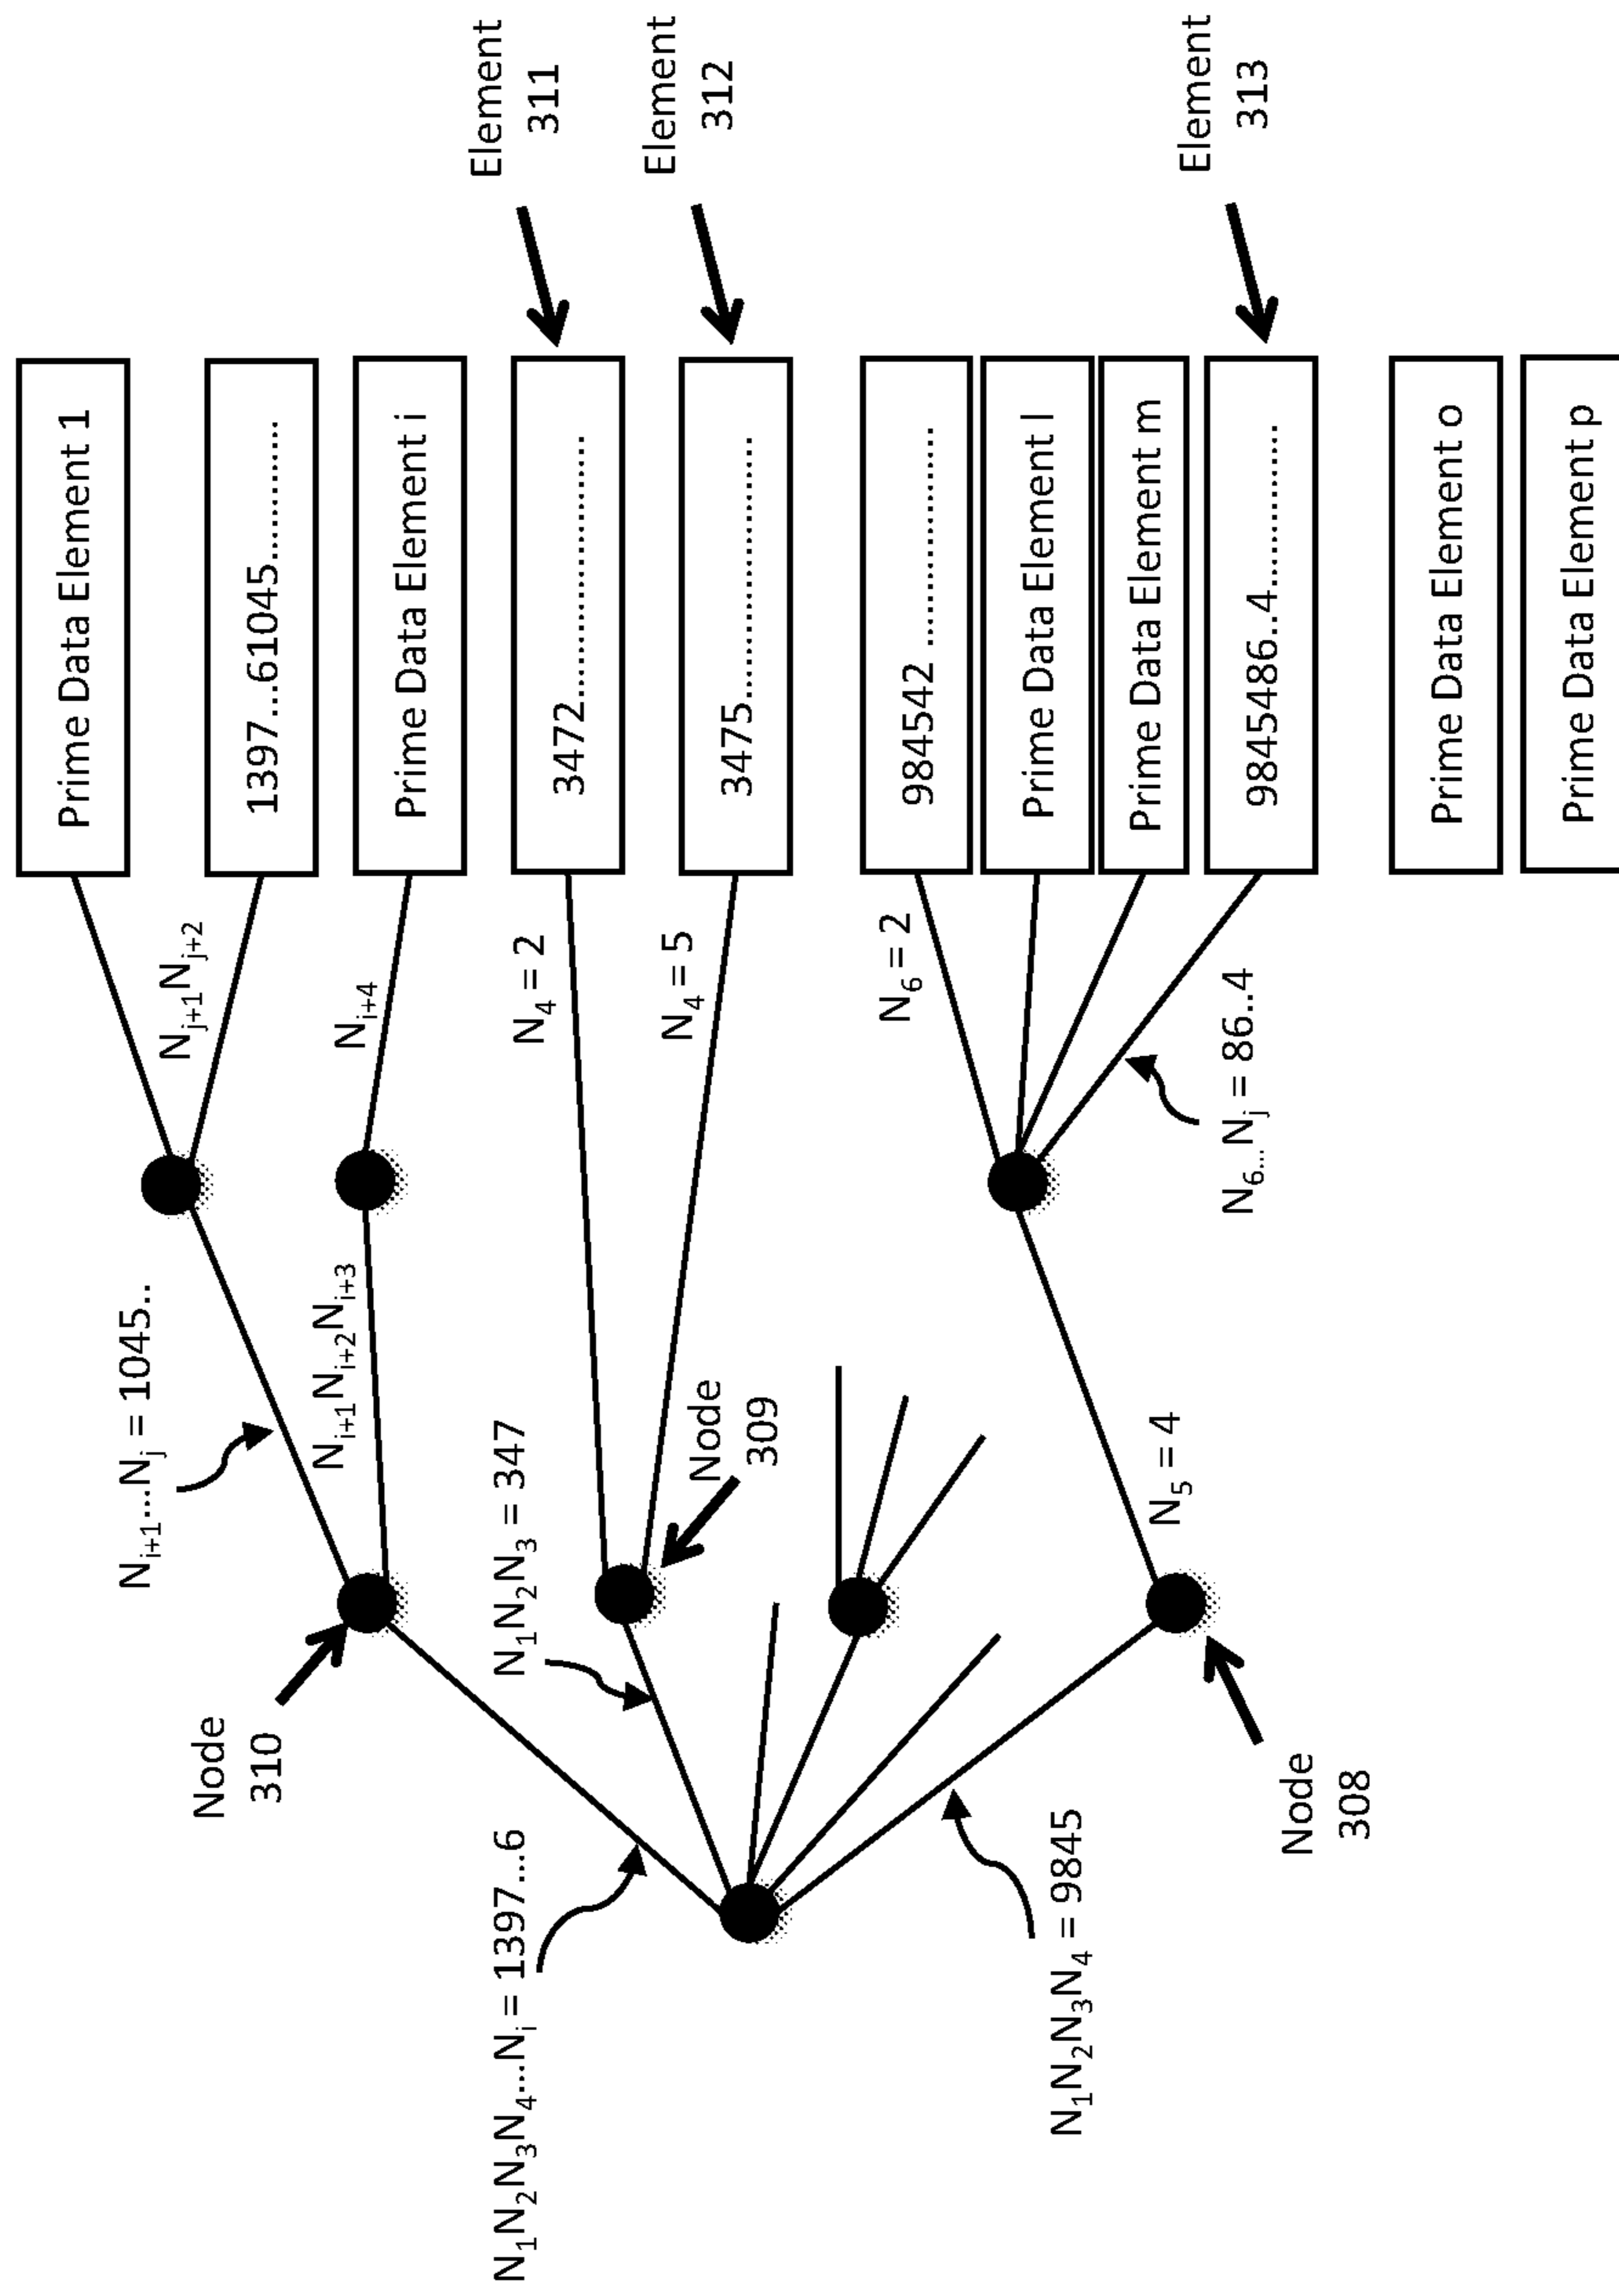 Prime Data Element 1
1397...61045............
Prime Data Element i
3472.......................
3475.......................
984542 ...................
Prime Data Element l
Prime Data Element m
9845486..4..............
Prime Data Element o
Prime Data Element p
Element
311
Element
312
Element
313
Nj+1Nj+2
Ni+4
N4 = 2
N4 = 5
N6 = 2
N6... Nj = 86..4
Ni+1...Nj = 1045..
Ni+1Ni+2Ni+3
N1N2N3 = 347
Node
309
N5 = 4
Node
310
N1N2N3N4...Ni = 1397...6
N1N2N3N4 = 9845
Node
308